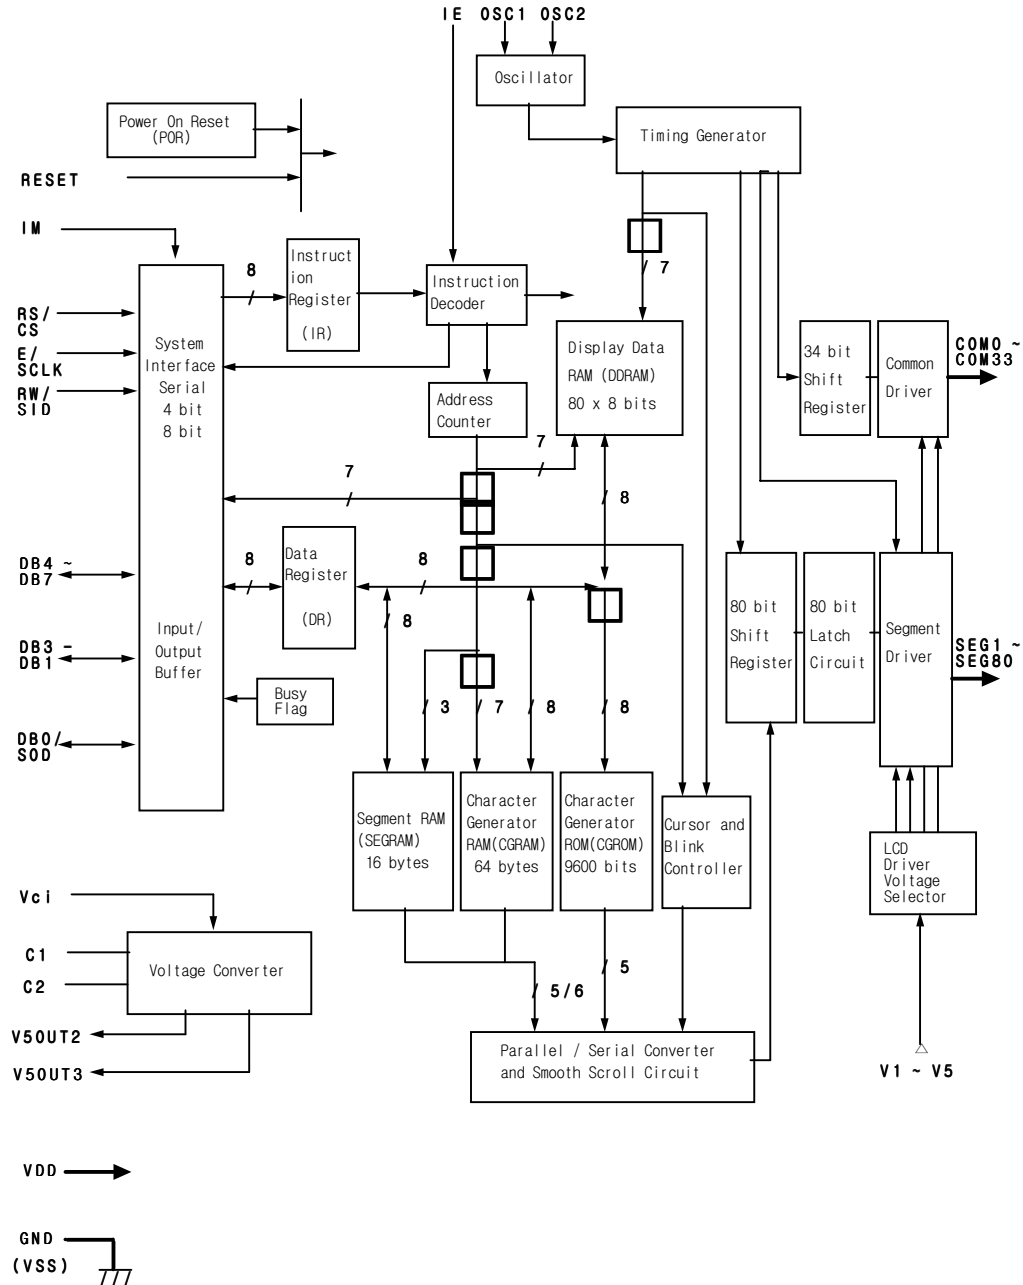 IE OSC1 OSC2
Oscillator
Power On Reset
(POR)
Timing Generator
RESET
IM
8
Instruct
ion
Register
(IR)
Instruction
Decoder
7
RS/
CS
E/
SCLK
RW/
SID
System
Interface
Serial
4 bit
8 bit
Display Data
RAM (DDRAM)
80 x 8 bits
34 bit
Shift
Register
Common
Driver
COM0 ~
COM33
Address
Counter
7
7
8
DB4 ~
DB7
8
Data
Register
(DR)
8
8
80 bit
Shift
Register
80 bit
Latch
Circuit
Segment
Driver
SEG1 ~
SEG80
Input/
Output
Buffer
DB3 -
DB1
Busy
Flag
3
7
8
8
DB0/
SOD
Segment RAM
(SEGRAM)
16 bytes
Character
Generator
RAM(CGRAM)
64 bytes
Character
Generator
ROM(CGROM)
9600 bits
Cursor and
Blink
Controller
LCD
Driver
Voltage
Selector
Vci
C1
C2
Voltage Converter
5/6
5
V5OUT2
V5OUT3
Parallel / Serial Converter
and Smooth Scroll Circuit
V1 ~ V5
VDD
GND
(VSS)